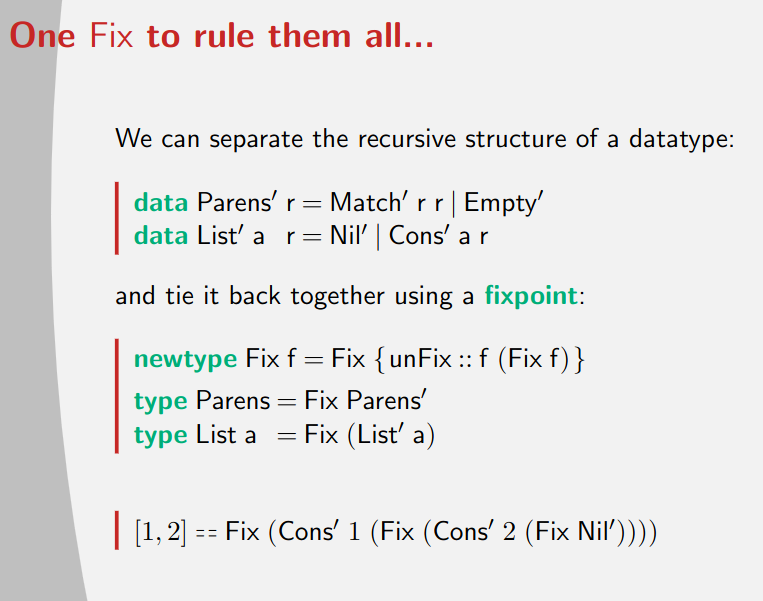 One Fix to rule them all...
We can separate the recursive structure of a datatype:
data Parens′ r = Match′ r r | Empty′
data List′ a r = Nil′ | Cons′ a r
and tie it back together using a fixpoint:
newtype Fix f = Fix {unFix :: f (Fix f)}
type Parens = Fix Parens′
type List a = Fix (List′ a)
[1, 2] == Fix (Cons′ 1 (Fix (Cons′ 2 (Fix Nil′))))